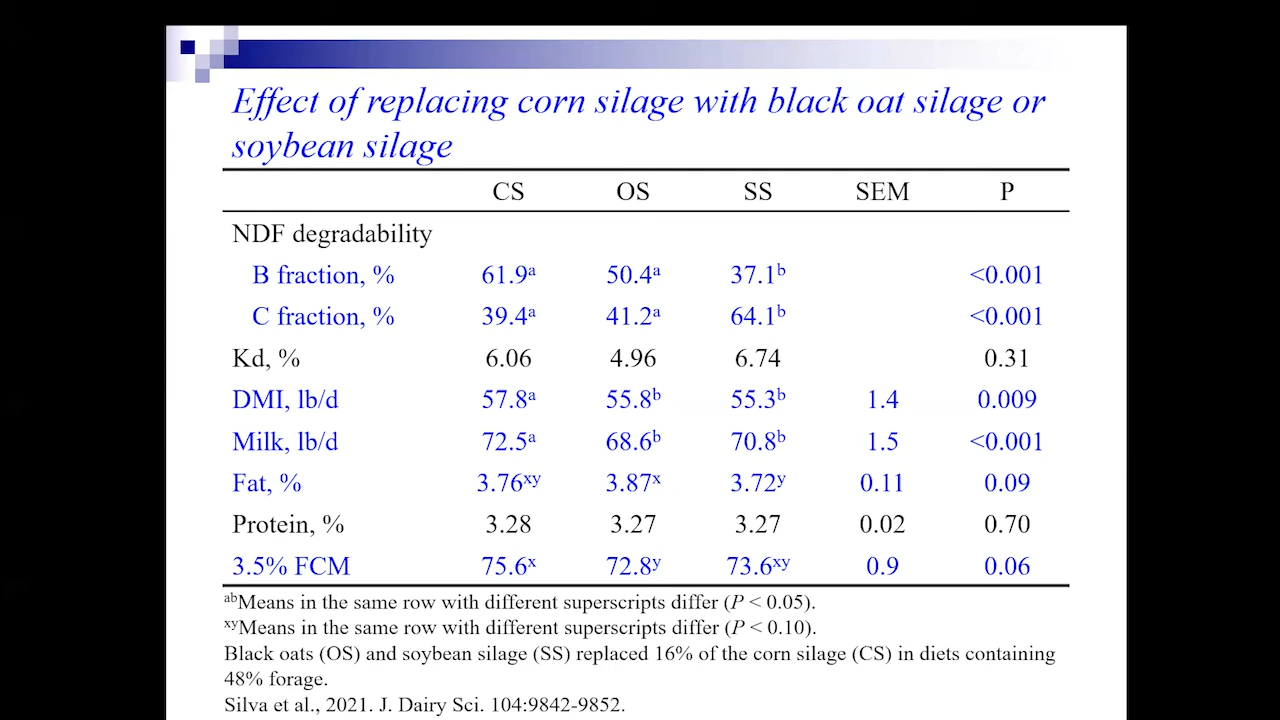 Effect of replacing corn silage with black oat silage or
soybean silage
CS OS SS SEM P
NDF degradability
B fraction, % 61.9ᵃ 50.4ᵃ 37.1ᵇ <0.001
C fraction, % 39.4ᵃ 41.2ᵃ 64.1ᵇ <0.001
Kd, % 6.06 4.96 6.74 0.31
DMI, lb/d 57.8ᵃ 55.8ᵇ 55.3ᵇ 1.4 0.009
Milk, lb/d 72.5ᵃ 68.6ᵇ 70.8ᵇ 1.5 <0.001
Fat, % 3.76ˣʸ 3.87ˣ 3.72ʸ 0.11 0.09
Protein, % 3.28 3.27 3.27 0.02 0.70
3.5% FCM 75.6ˣ 72.8ʸ 73.6ˣʸ 0.9 0.06
ᵃᵇMeans in the same row with different superscripts differ (P < 0.05).
ˣʸMeans in the same row with different superscripts differ (P < 0.10).
Black oats (OS) and soybean silage (SS) replaced 16% of the corn silage (CS) in diets containing
48% forage.
Silva et al., 2021. J. Dairy Sci. 104:9842-9852.